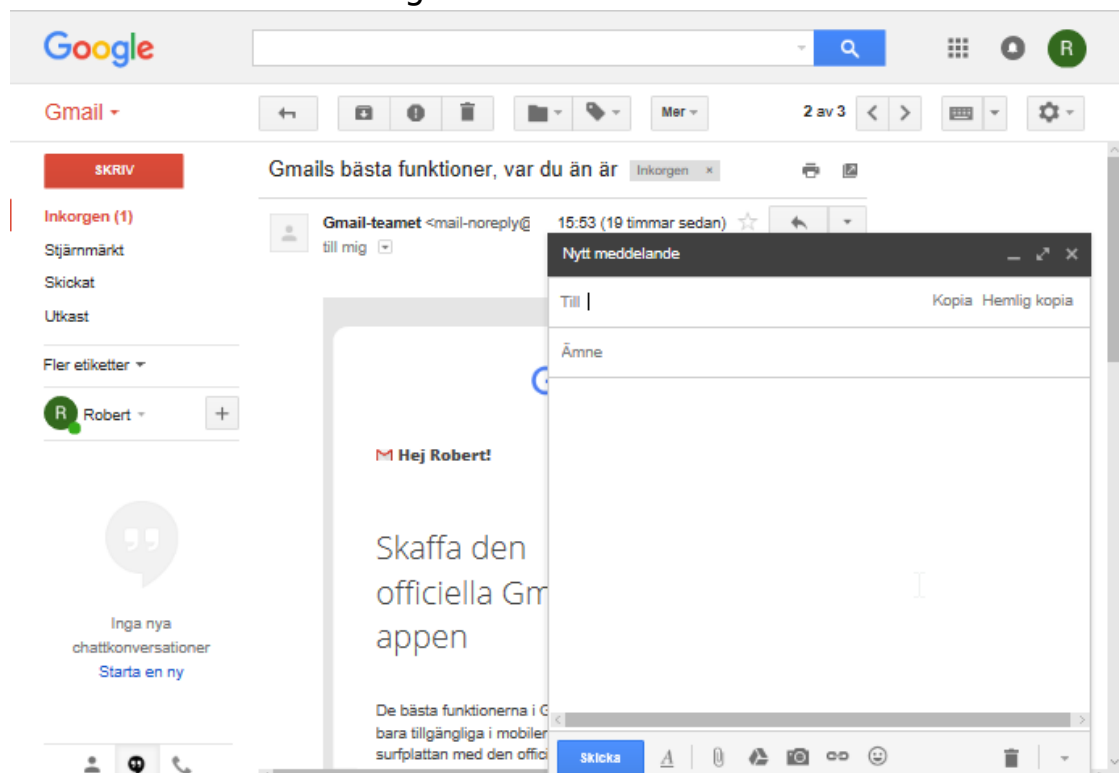 Google
R
Gmail
Mer
2 av 3
SKRIV
Gmails bästa funktioner, var du än är Inkorgen ×
Inkorgen (1)
Gmail-teamet <mail-noreply@ 15:53 (19 timmar sedan)
till mig
Stjärnmärkt
Skickat
Utkast
Fler etiketter
R Robert +
Nytt meddelande
Till Kopia Hemlig kopia
Ämne
Hej Robert!
Skaffa den
officiella Gm
appen
Inga nya
chattkonversationer
Starta en ny
De bästa funktionerna i G
bara tillgängliga i mobiler
surfplattan med den offici
Skicka A